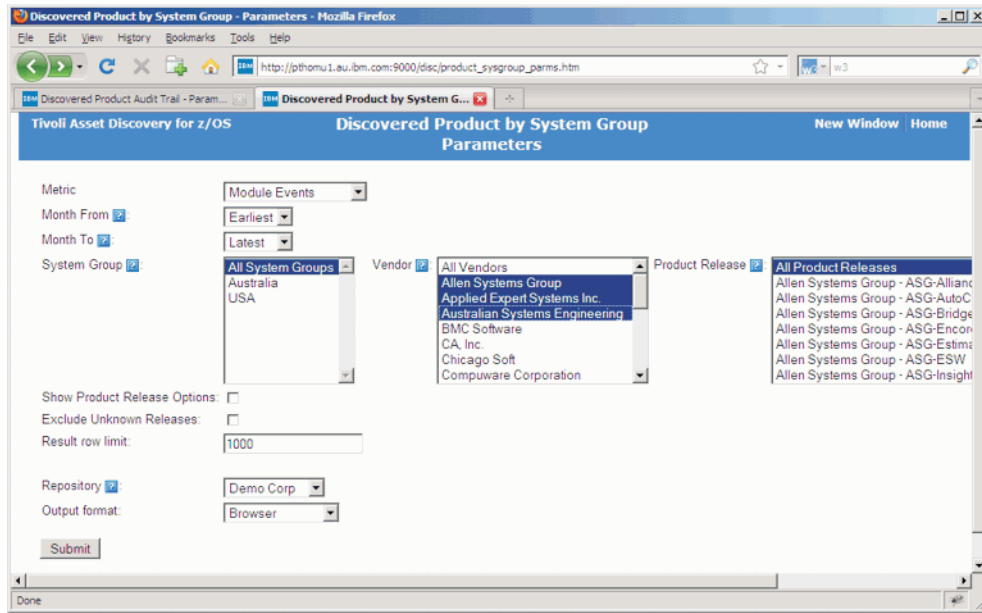 Discovered Product by System Group - Parameters - Mozilla Firefox
File Edit View History Bookmarks Tools Help
IBM http://pthomu1.au.ibm.com:9000/disc/product_sysgroup_parms.htm w3
IBM Discovered Product Audit Trail - Param... IBM Discovered Product by System G...
Tivoli Asset Discovery for z/OS Discovered Product by System Group New Window Home
Parameters
Metric Module Events
Month From ?: Earliest
Month To ?: Latest
System Group ?: All System Groups Vendor ?: All Vendors Product Release ?: All Product Releases
Australia Allen Systems Group Allen Systems Group - ASG-Allianc
USA Applied Expert Systems Inc. Allen Systems Group - ASG-AutoC
Australian Systems Engineering Allen Systems Group - ASG-Bridge
BMC Software Allen Systems Group - ASG-Encor
CA, Inc. Allen Systems Group - ASG-Estima
Chicago Soft Allen Systems Group - ASG-ESW
Compuware Corporation Allen Systems Group - ASG-Insight
Show Product Release Options:
Exclude Unknown Releases:
Result row limit: 1000
Repository ?: Demo Corp
Output format: Browser
Submit
Done